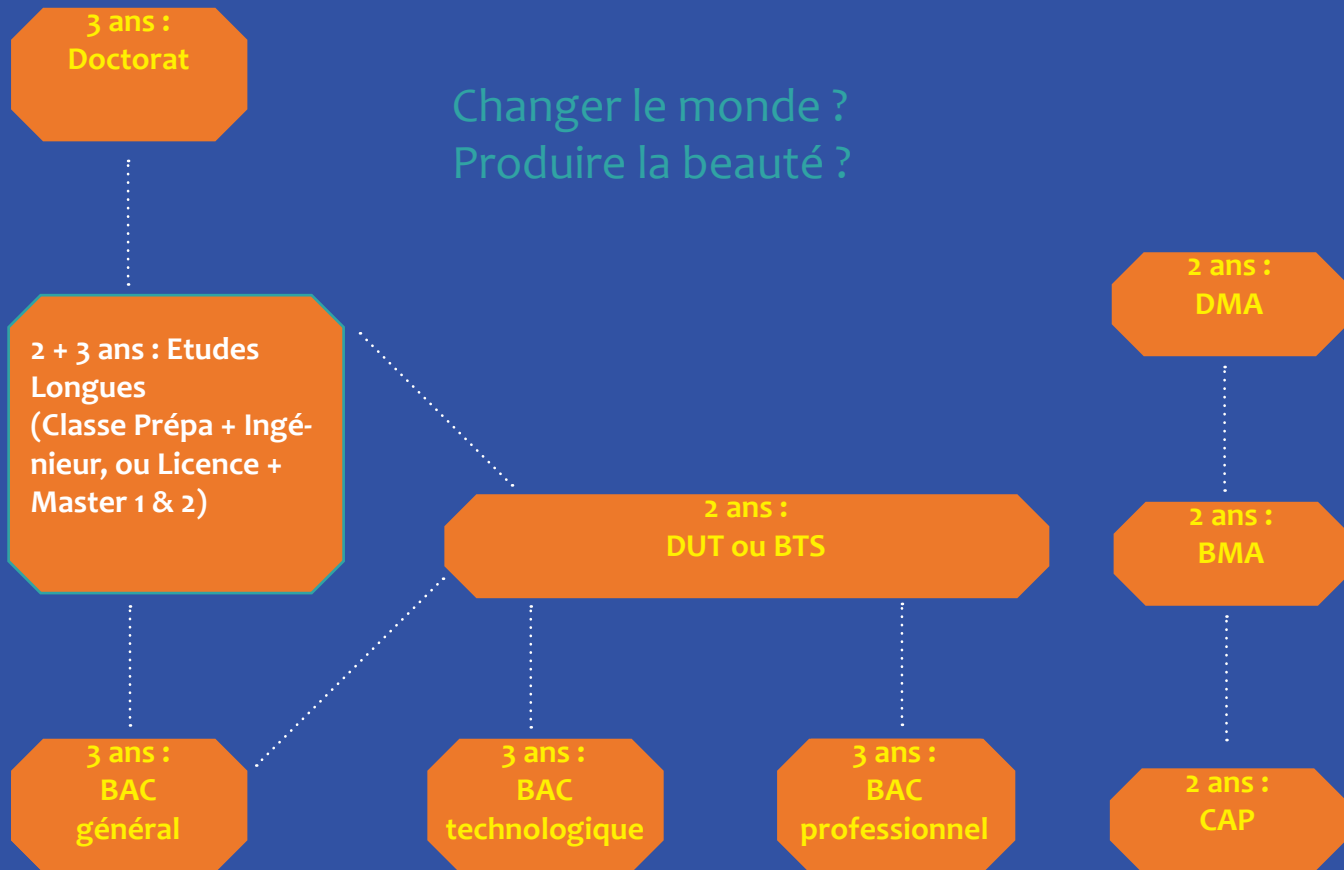 3 ans :
Doctorat
Changer le monde ?
Produire la beauté ?
2 ans :
DMA
2 + 3 ans : Etudes
Longues
(Classe Prépa + Ingé-
nieur, ou Licence +
Master 1 & 2)
2 ans :
DUT ou BTS
2 ans :
BMA
3 ans :
BAC
général
3 ans :
BAC
technologique
3 ans :
BAC
professionnel
2 ans :
CAP